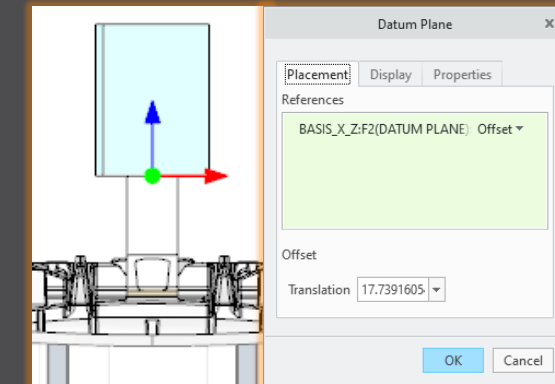 Datum Plane
x
Placement Display Properties
References
BASIS_X_Z:F2(DATUM PLANE) Offset
Offset
Translation 17.7391605
OK Cancel